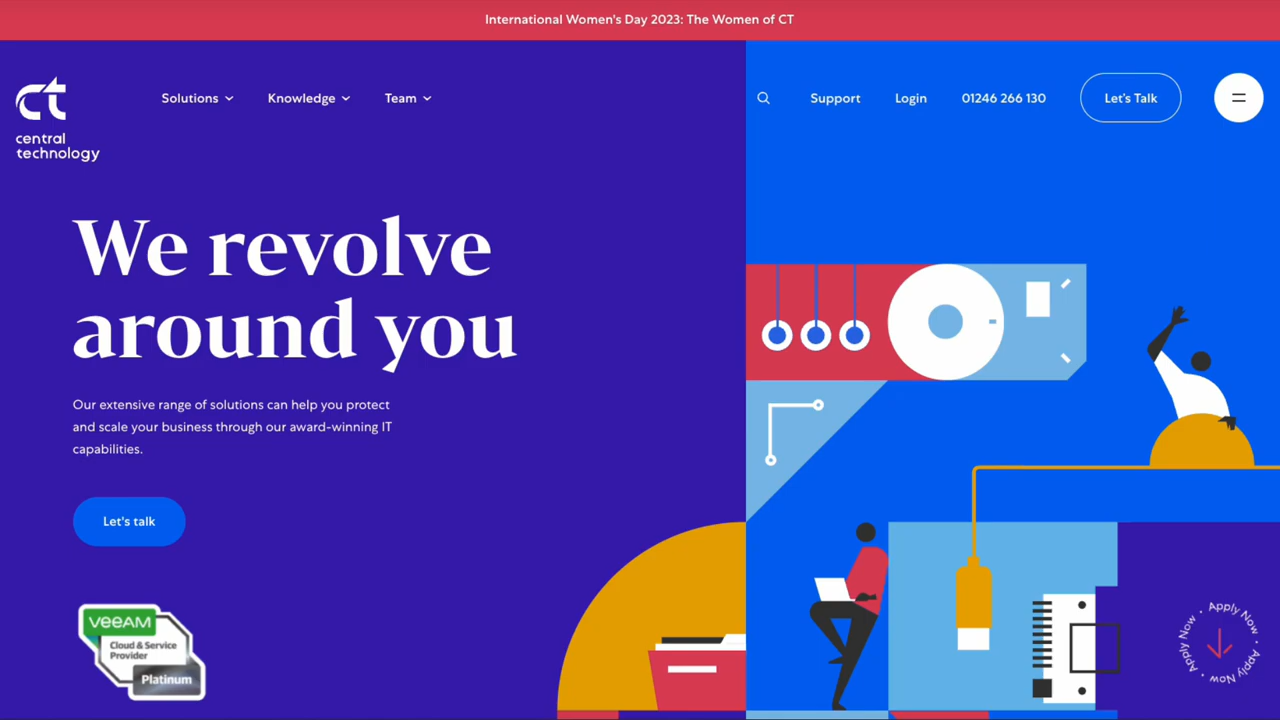 International Women's Day 2023: The Women of CT
ct
central
technology
Solutions
Knowledge
Team
Support
Login
01246 266 130
Let's Talk
We revolve
around you
Our extensive range of solutions can help you protect
and scale your business through our award-winning IT
capabilities.
Let's talk
veeAM
Cloud & Service
Provider
Platinum
Apply Now • Apply Now • Apply Now • Apply Now •